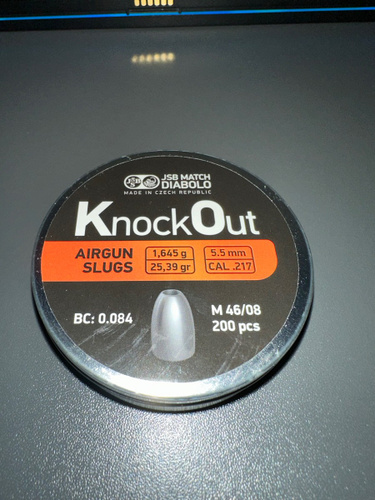 JSB
JSB MATCH
DIABOLO
MADE IN CZECH REPUBLIC
KnockOut
AIRGUN
SLUGS
1,645 g
5.5 mm
25,39 gr
CAL .217
BC: 0.084
M 46/08
200 pcs